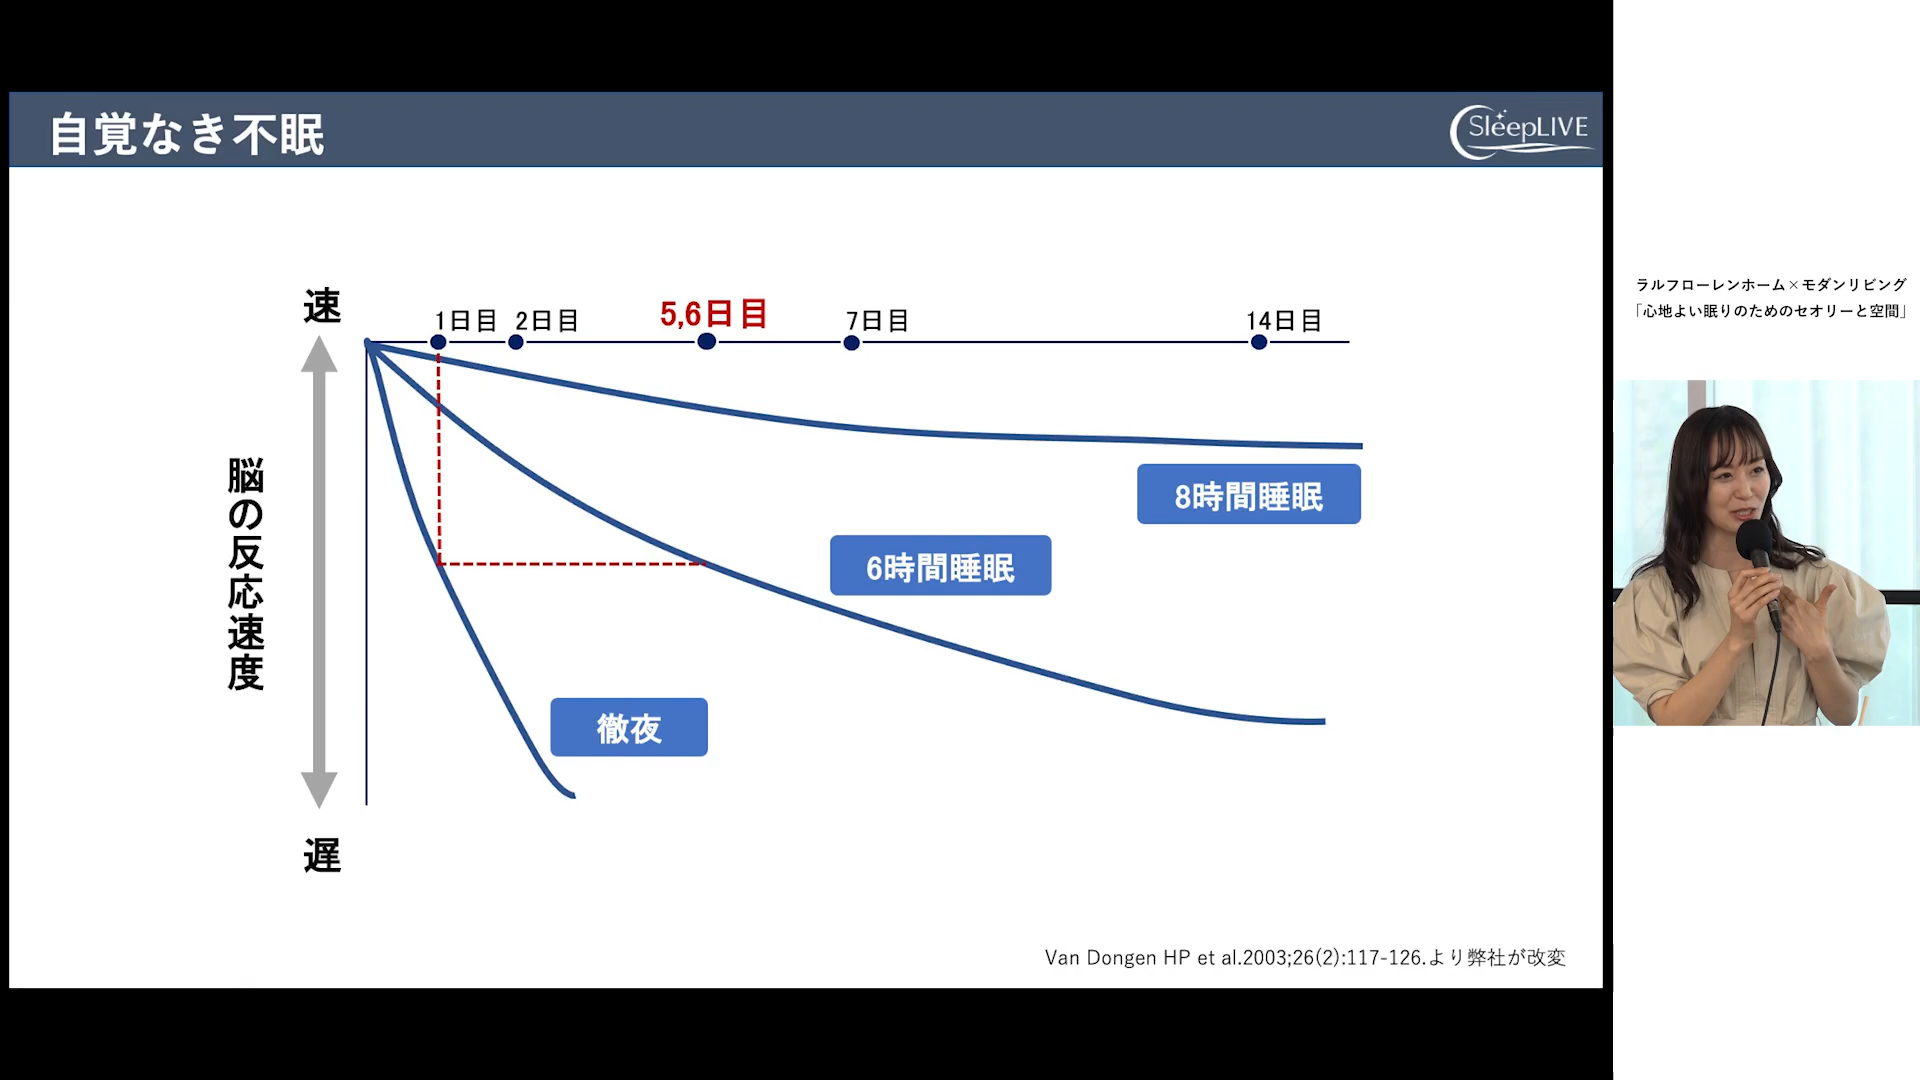 自覚なき不眠
SleepLIVE
速
1日目 2日目 5,6日目 7日目 14日目
脳の反応速度
8時間睡眠
6時間睡眠
徹夜
遅
Van Dongen HP et al.2003;26(2):117-126.より弊社が改変
ラルフローレンホーム×モダンリビング
「心地よい眠りのためのセオリーと空間」